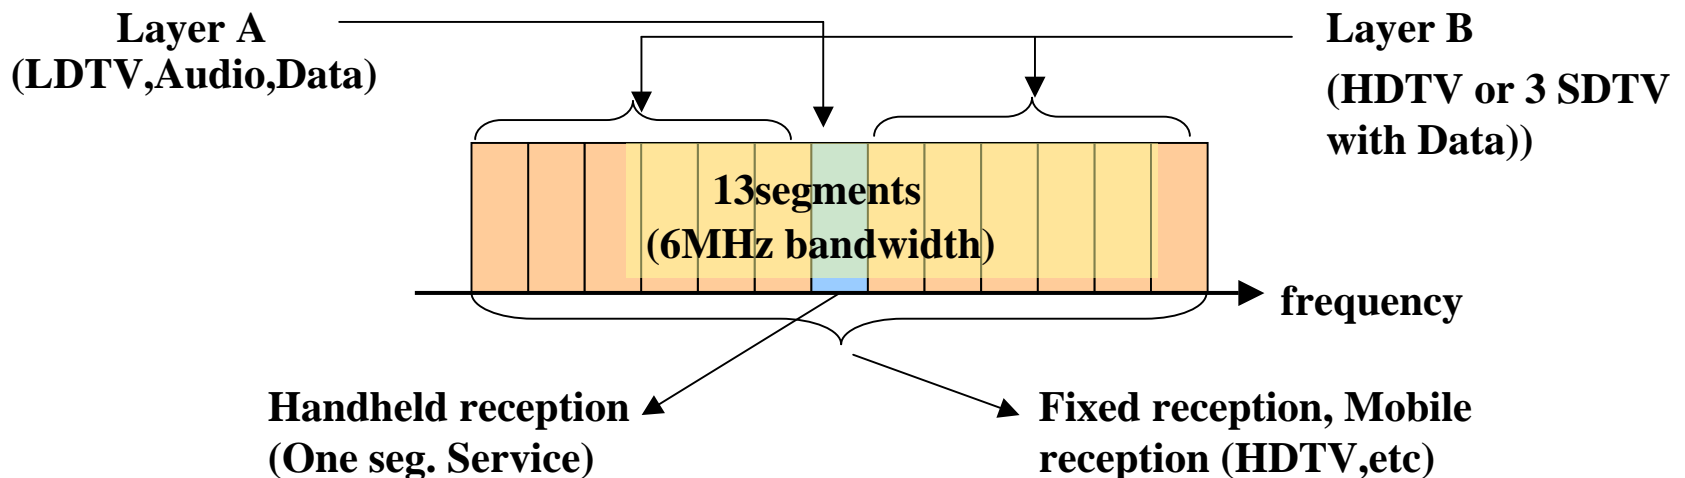 Layer A
(LDTV,Audio,Data)
Layer B
(HDTV or 3 SDTV
with Data))
13segments
(6MHz bandwidth)
frequency
Handheld reception
(One seg. Service)
Fixed reception, Mobile
reception (HDTV,etc)